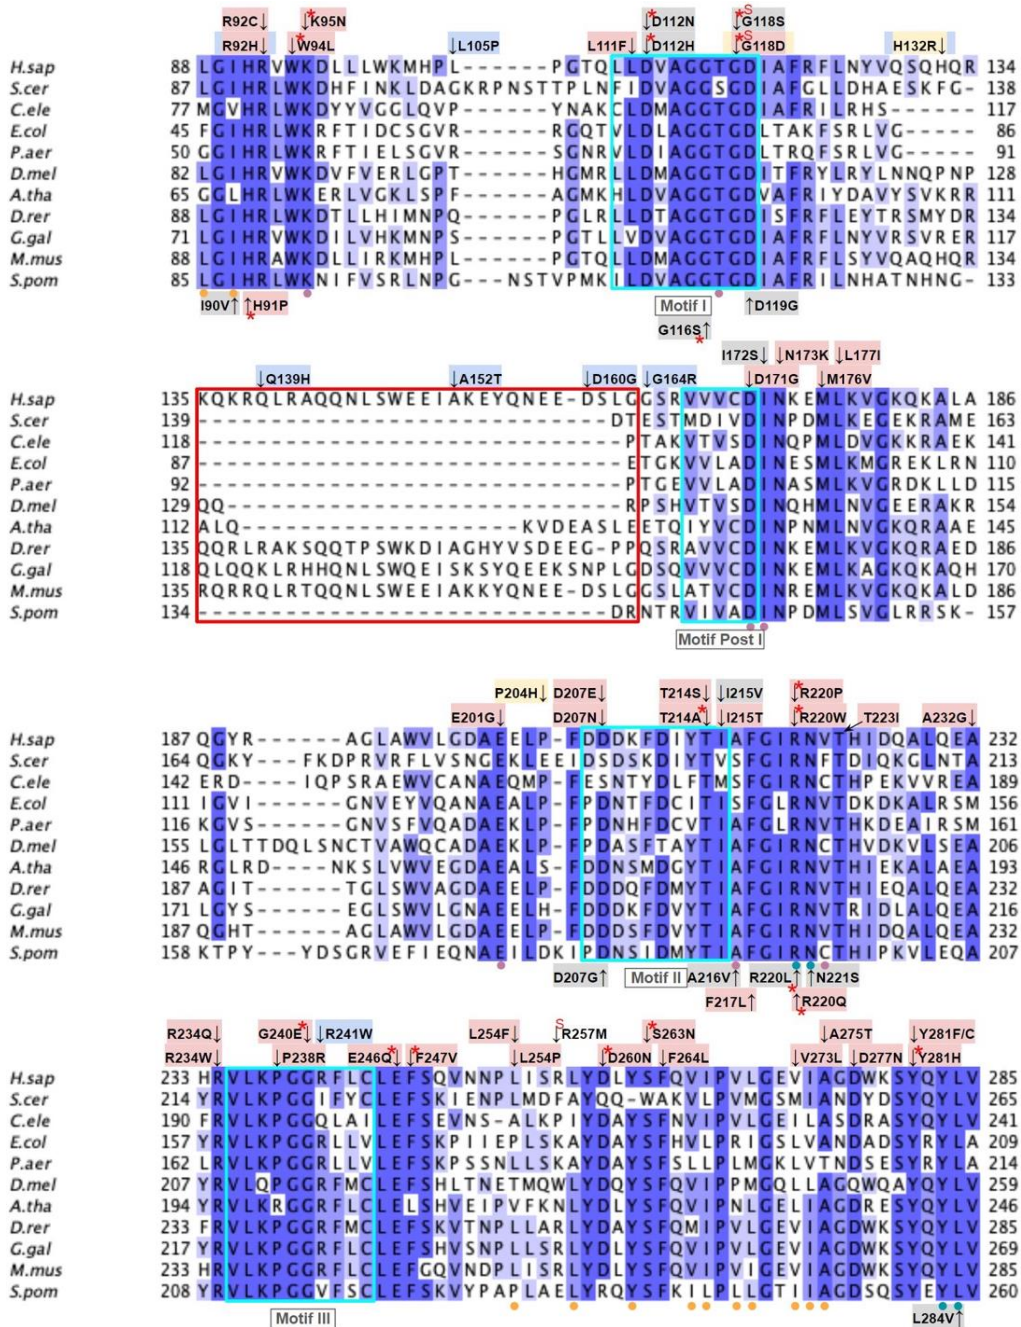 R92C↓ ↓K95N ↓D112N ↓G118S
R92H↓ ↓W94L ↓L105P L111F↓ ↓D112H ↓G118D H132R↓
H.sap 88 LGIHRVWKDLLLWKMHPL------PGTQLLDVAGGTGDIAFRFLNYVQSQHQR 134
S.cer 87 LGIHRLWKDHFINKLDAGKRPNSTTPLNFIDVAGGSGDIAFGLLDHAESKFG- 138
C.ele 77 MGVHRLWKDYYVGGLQVP------YNAKCLDMAGGTGDIAFRILRHS------ 117
E.col 45 FGIHRLWKRFTIDCSGVR------RGQTVLDLAGGTGDLTAKFSRLVG----- 86
P.aer 50 GGIHRLWKRFTIELSGVR------SGNRVLDIAGGTGDLTRQFSRLVG----- 91
D.mel 82 LGIHRVWKDVFVERLGPT------HGMRLLDMAGGTGDITFRYLRYLNNQPNP 128
A.tha 65 GGLHRLWKERLVGKLSPF------AGMKHLDVAGGTGDVAFRIYDAVYSVKRR 111
D.rer 88 LGIHRLWKDTLLHIMNPQ------PGLRLLDTAGGTGDISFRFLEYTRSMYDR 134
G.gal 71 LGIHRVWKDILVHKMNPS------PGTLLVDVAGGTGDIAFRFLNYVRSVRER 117
M.mus 88 LGIHRAWKDLLIRKMHPL------PGTQLLDVAGGTGDIAFRFLSYVQAQHQR 134
S.pom 85 LGIHRLWKNIFVSRLNPG---NSTVPMKILDVAGGTGDIAFRILNHATNHNG- 133
I90V↑ ↑H91P Motif I ↑D119G
G116S↑
I172S↓ ↓N173K ↓L177I
↓Q139H ↓A152T ↓D160G ↓G164R ↓D171G ↓M176V
H.sap 135 KQKRQLRAQQNLSWEEIAKEYQNEE-DSLGGSRVVVCDINKEMLKVGKQKALA 186
S.cer 139 ----------------------------DTESTMDIVDINPDMLKEGEKRAME 163
C.ele 118 -----------------------------PTAKVTVSDINQPMLDVGKKRAEK 141
E.col 87 -----------------------------ETGKVVLADINESMLKMGREKLRN 110
P.aer 92 -----------------------------PTGEVVLADINASMLKVGRDKLLD 115
D.mel 129 QQ--------------------------RPSHVTVSDINQHMLNVGEERAKR 154
A.tha 112 ALQ-------------------KVDEASLEETQIYVCDINPNMLNVGKQRAAE 145
D.rer 135 QQRLRAKSQQTPSWKDIAGHYVSDEEG-PPQSRAVVCDINKEMLKVGKQRAED 186
G.gal 118 QLQQKLRHHQNLSWQEISKSYQEEKSNPLGDSQVVVCDINKEMLKAGKQKAQH 170
M.mus 135 RQRRQLRTQQNLSWEEIAKKYQNEE-DSLGGSLATVCDINREMLKVGKQKALD 186
S.pom 134 ----------------------------DRNTRVIVADINPDMLSVGLRRSK- 157
Motif Post I
P204H↓ D207E↓ T214S↓ ↓I215V ↓R220P
E201G↓ D207N↓ T214A↓ ↓I215T ↓R220W T223I A232G↓
H.sap 187 QGYR------AGLAWVLGDAEELP-FDDDKFDIYTIAFGIRNVTHIDQALQEA 232
S.cer 164 QGKY---FKDPRVRFLVSNGEKLEEIDSDSKDIYTVSFGIRNFTDIQKGLNTA 213
C.ele 142 ERD-----IQPSRAEWVCANAEQMP-FESNTYDLFTMSFGIRNCTHPEKVVREA 189
E.col 111 IGVI------GNVEYVQANAEALP-FPDNTFDCITISFGLRNVTDKDKALRSM 156
P.aer 116 KGVS------GNVSFVQADAEKLP-FPDNHFDCVTIAFGLRNVTHKDEAIRSM 161
D.mel 155 LGLTTDQLSNCTVAWQCADAEKLP-FPDASFTAYTIAFGIRNCTHVDKVLSEA 206
A.tha 146 RGLRD----NKSLVWVEGDAEALS-FDDNSMDGYTIAFGIRNVTHIEKALAEA 193
D.rer 187 AGIT------TGLSWVAGDAEELP-FDDDQFDMYTIAFGIRNVTHIEQALQEA 232
G.gal 171 LGYS------EGLSWVLGNAEELH-FDDDKFDVYTIAFGIRNVTRIDLALQEA 216
M.mus 187 QGHT------AGLAWVLGDAEELP-FDDDSFDVYTIAFGIRNVTHIDQALQEA 232
S.pom 158 KTPY---YDSGRVEFIEQNAEILDKIPDNSIDMYTIAFGIRNCTHIPKVLEQA 207
D207G↑ Motif II A216V↑ R220L↑ ↑N221S
F217L↑ ↑R220Q
R234Q↓ G240E↓ ↓R241W L254F↓ ↓R257M ↓S263N ↓A275T ↓Y281F/C
R234W↓ ↓P238R E246Q↓ ↓F247V ↓L254P ↓D260N ↓F264L ↓V273L ↓D277N ↓Y281H
H.sap 233 HRVLKPGGRFLCLEFSQVNNPLISRLYDLYSFQVIPVLGEVIAGDWKSYQYLV 285
S.cer 214 YRVLKPGGIFYCLEFSKIENPLMDFAYQQ-WAKVLPVMGSMIANDYDSYQYLV 265
C.ele 190 FRVLKPGGQLAILEFSEVNS-ALKPIYDAYSFNVIPVLGEILASDRASYQYLV 241
E.col 157 YRVLKPGGRLLVLEFSKPIIEPLSKAYDAYSFHVLPRIGSLVANDADSYRYLA 209
P.aer 162 LRVLKPGGRLLVLEFSKPSSNLLSKAYDAYSFSLLPLMGKLVTNDSESYRYLA 214
D.mel 207 YRVLQPGGRFMCLEFSHLTNETMQWLYDQYSFQVIPPMGQLLAGQWQAYQYLV 259
A.tha 194 YRVLKRGGRFLCLELSHVEIPVFKNLYDLYSFQVIPNLGELIAGDRESYQYLV 246
D.rer 233 FRVLKPGGRFMCLEFSKVTNPLLARLYDAYSFQMIPVLGEVIAGDWKSYQYLV 285
G.gal 217 YRVLKPGGRFLCLEFSHVSNPLLSRLYDLYSFQVIPVLGEVIAGDWKSYQYLV 269
M.mus 233 HRVLKPGGRFLCLEFGQVNDPLISRLYDLYSFQVIPVIGEVIAGDWKSYQYLV 285
S.pom 208 YRVLKPGGVFSCLEFSKVYPAPLAELYRQYSFKILPLLGTIIAGDSQSYEYLV 260
Motif III L284V↑